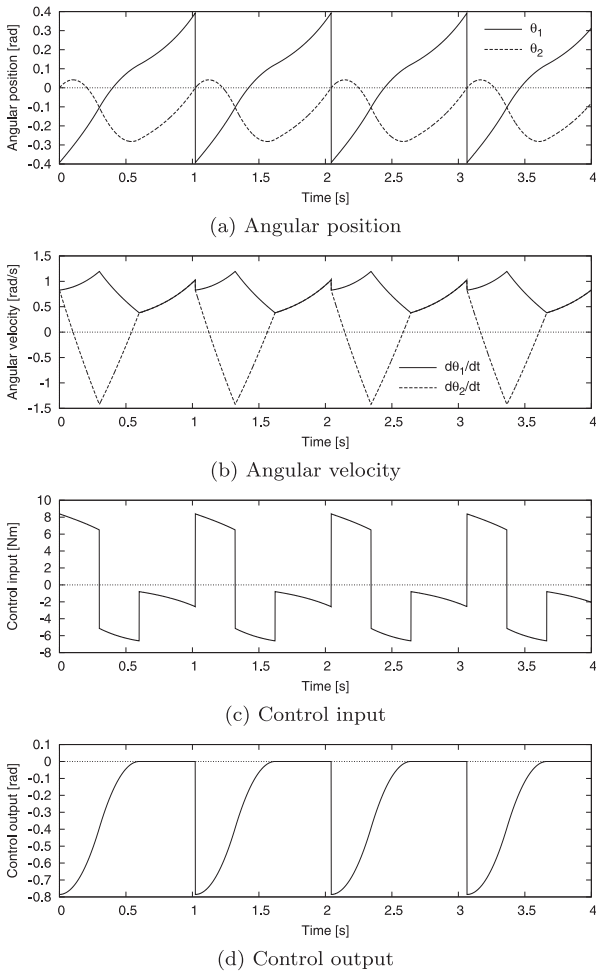 0.4
0.3
0.2
0.1
0
-0.1
-0.2
-0.3
-0.4
Angular position [rad]
θ1
θ2
0 0.5 1 1.5 2 2.5 3 3.5 4
Time [s]
(a) Angular position
1.5
1
0.5
0
-0.5
-1
-1.5
Angular velocity [rad/s]
dθ1/dt
dθ2/dt
0 0.5 1 1.5 2 2.5 3 3.5 4
Time [s]
(b) Angular velocity
10
8
6
4
2
0
-2
-4
-6
-8
Control input [Nm]
0 0.5 1 1.5 2 2.5 3 3.5 4
Time [s]
(c) Control input
0.1
0
-0.1
-0.2
-0.3
-0.4
-0.5
-0.6
-0.7
-0.8
Control output [rad]
0 0.5 1 1.5 2 2.5 3 3.5 4
Time [s]
(d) Control output